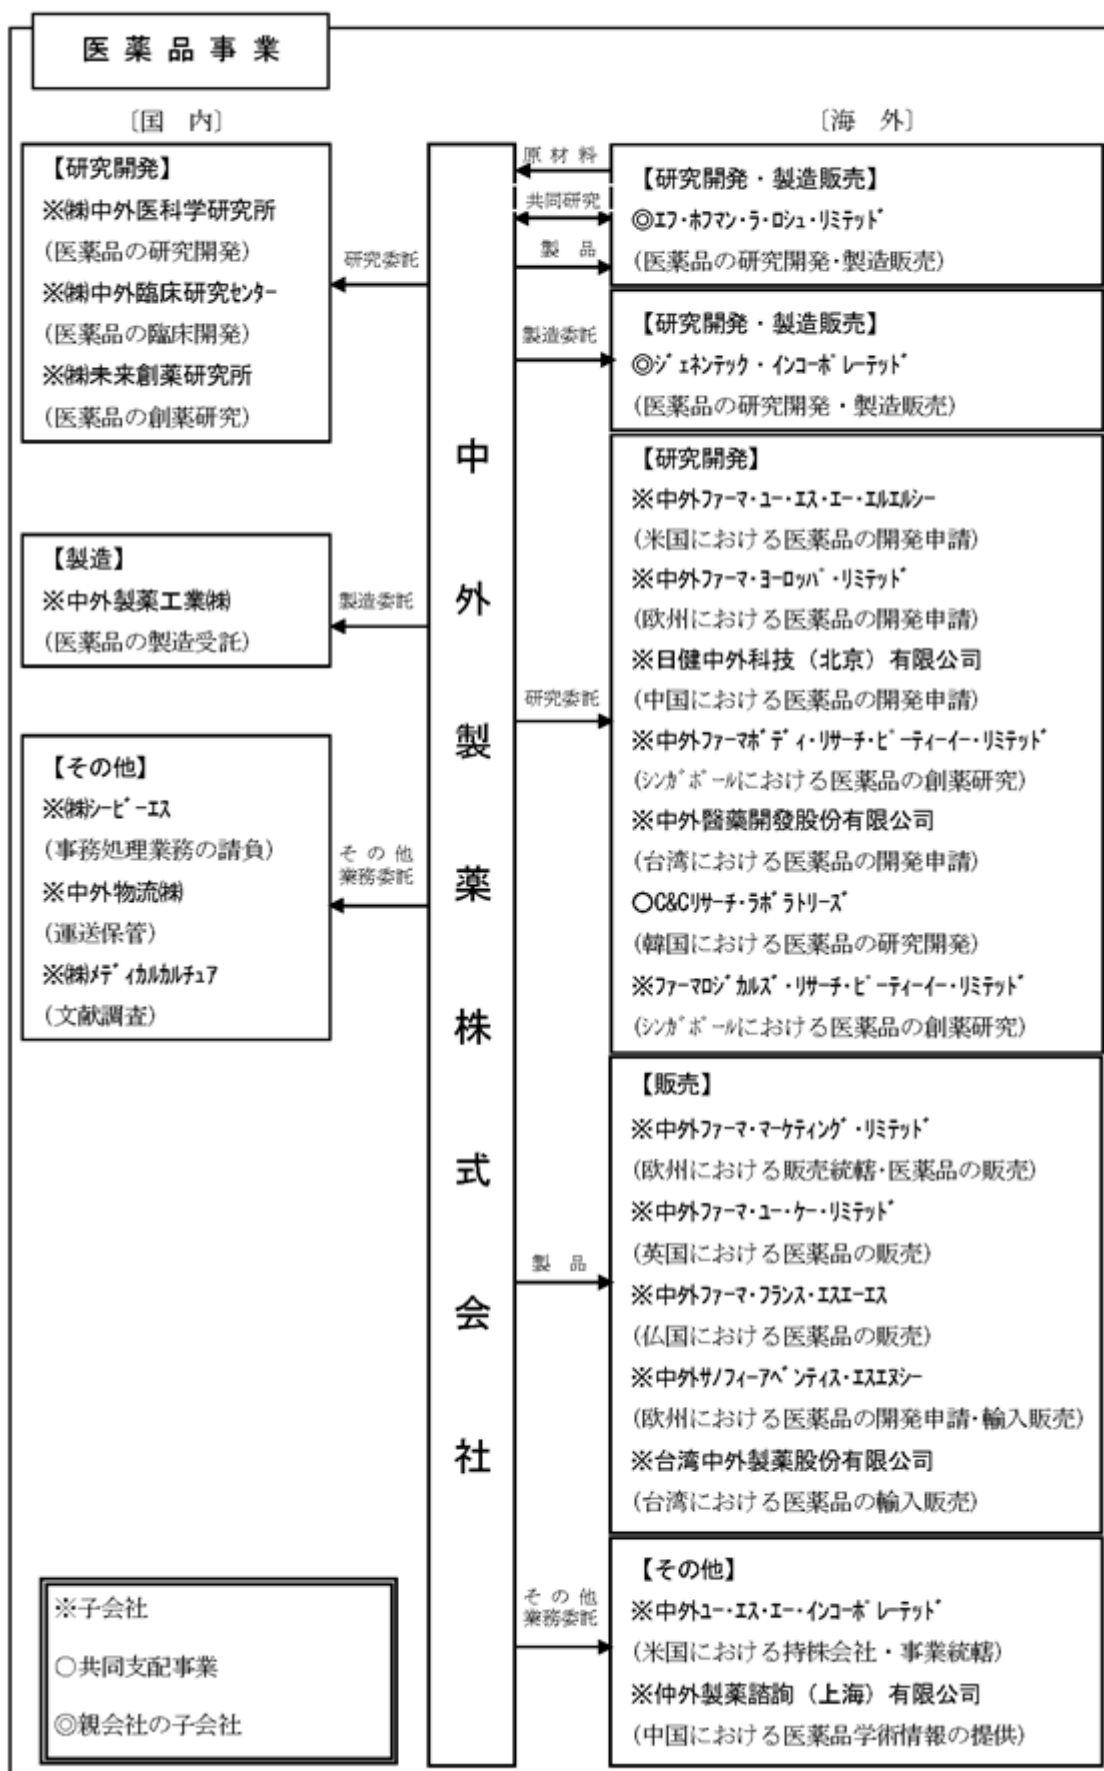 医薬品事業
〔国　内〕
【研究開発】
※㈱中外医科学研究所
(医薬品の研究開発)
※㈱中外臨床研究ｾﾝﾀｰ
(医薬品の臨床開発)
※㈱未来創薬研究所
(医薬品の創薬研究)
研究委託
【製造】
※中外製薬工業㈱
(医薬品の製造受託)
製造委託
【その他】
※㈱ｼｰﾋﾞｰｴｽ
(事務処理業務の請負)
※中外物流㈱
(運送保管)
※㈱ﾒﾃﾞｨｶﾙｶﾙﾁｭｱ
(文献調査)
その他
業務委託
※子会社
○共同支配事業
◎親会社の子会社
中外製薬株式会社
〔海　外〕
原材料
共同研究
製　品
【研究開発・製造販売】
◎ｴﾌ･ﾎﾌﾏﾝ･ﾗ･ﾛｼｭ･ﾘﾐﾃｯﾄﾞ
(医薬品の研究開発･製造販売)
製造委託
【研究開発・製造販売】
◎ｼﾞｪﾈﾝﾃｯｸ・ｲﾝｺｰﾎﾟﾚｰﾃｯﾄﾞ
(医薬品の研究開発・製造販売)
研究委託
【研究開発】
※中外ﾌｧｰﾏ･ﾕｰ･ｴｽ･ｴｰ･ｴﾙｴﾙｼｰ
(米国における医薬品の開発申請)
※中外ﾌｧｰﾏ･ﾖｰﾛｯﾊﾟ･ﾘﾐﾃｯﾄﾞ
(欧州における医薬品の開発申請)
※日健中外科技（北京）有限公司
(中国における医薬品の開発申請)
※中外ﾌｧｰﾏﾎﾞﾃﾞｨ･ﾘｻｰﾁ･ﾋﾟｰﾃｨｰｲｰ･ﾘﾐﾃｯﾄﾞ
(ｼﾝｶﾞﾎﾟｰﾙにおける医薬品の創薬研究)
※中外醫藥開發股份有限公司
(台湾における医薬品の開発申請)
○C&Cﾘｻｰﾁ･ﾗﾎﾞﾗﾄﾘｰｽﾞ
(韓国における医薬品の研究開発)
※ﾌｧｰﾏﾛｼﾞｶﾙｽﾞ･ﾘｻｰﾁ･ﾋﾟｰﾃｨｰｲｰ･ﾘﾐﾃｯﾄﾞ
(ｼﾝｶﾞﾎﾟｰﾙにおける医薬品の創薬研究)
製　品
【販売】
※中外ﾌｧｰﾏ･ﾏｰｹﾃｨﾝｸﾞ･ﾘﾐﾃｯﾄﾞ
(欧州における販売統轄･医薬品の販売)
※中外ﾌｧｰﾏ･ﾕｰ･ｹｰ･ﾘﾐﾃｯﾄﾞ
(英国における医薬品の販売)
※中外ﾌｧｰﾏ･ﾌﾗﾝｽ･ｴｽｴｰｴｽ
(仏国における医薬品の販売)
※中外ｻﾉﾌｨｰｱﾍﾞﾝﾃｨｽ･ｴｽｴﾇｼｰ
(欧州における医薬品の開発申請･輸入販売)
※台湾中外製薬股份有限公司
(台湾における医薬品の輸入販売)
その他
業務委託
【その他】
※中外ﾕｰ･ｴｽ･ｴｰ･ｲﾝｺｰﾎﾟﾚｰﾃｯﾄﾞ
(米国における持株会社・事業統轄)
※仲外製薬諮詢（上海）有限公司
(中国における医薬品学術情報の提供)